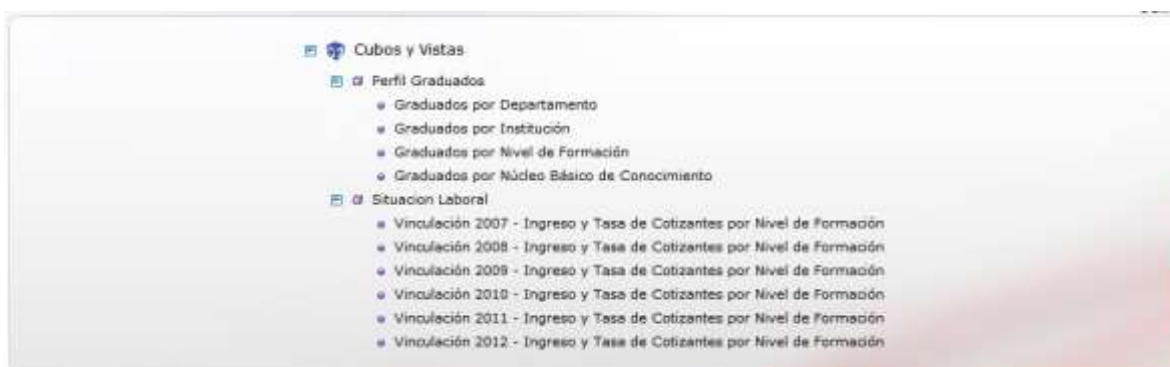 Cubos y Vistas
Perfil Graduados
Graduados por Departamento
Graduados por Institución
Graduados por Nivel de Formación
Graduados por Núcleo Básico de Conocimiento
Situacion Laboral
Vinculación 2007 - Ingreso y Tasa de Cotizantes por Nivel de Formación
Vinculación 2008 - Ingreso y Tasa de Cotizantes por Nivel de Formación
Vinculación 2009 - Ingreso y Tasa de Cotizantes por Nivel de Formación
Vinculación 2010 - Ingreso y Tasa de Cotizantes por Nivel de Formación
Vinculación 2011 - Ingreso y Tasa de Cotizantes por Nivel de Formación
Vinculación 2012 - Ingreso y Tasa de Cotizantes por Nivel de Formación